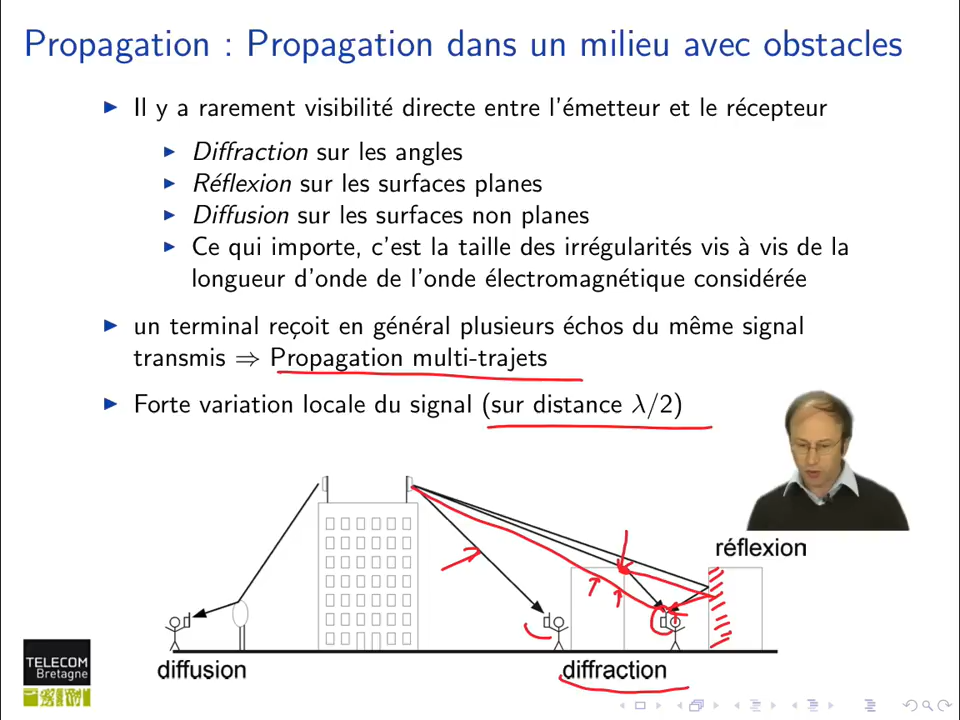 Propagation : Propagation dans un milieu avec obstacles
Il y a rarement visibilité directe entre l'émetteur et le récepteur
Diffraction sur les angles
Réflexion sur les surfaces planes
Diffusion sur les surfaces non planes
Ce qui importe, c'est la taille des irrégularités vis à vis de la
longueur d'onde de l'onde électromagnétique considérée
un terminal reçoit en général plusieurs échos du même signal
transmis ⇒ Propagation multi-trajets
Forte variation locale du signal (sur distance λ/2)
réflexion
diffusion
diffraction
TELECOM
Bretagne